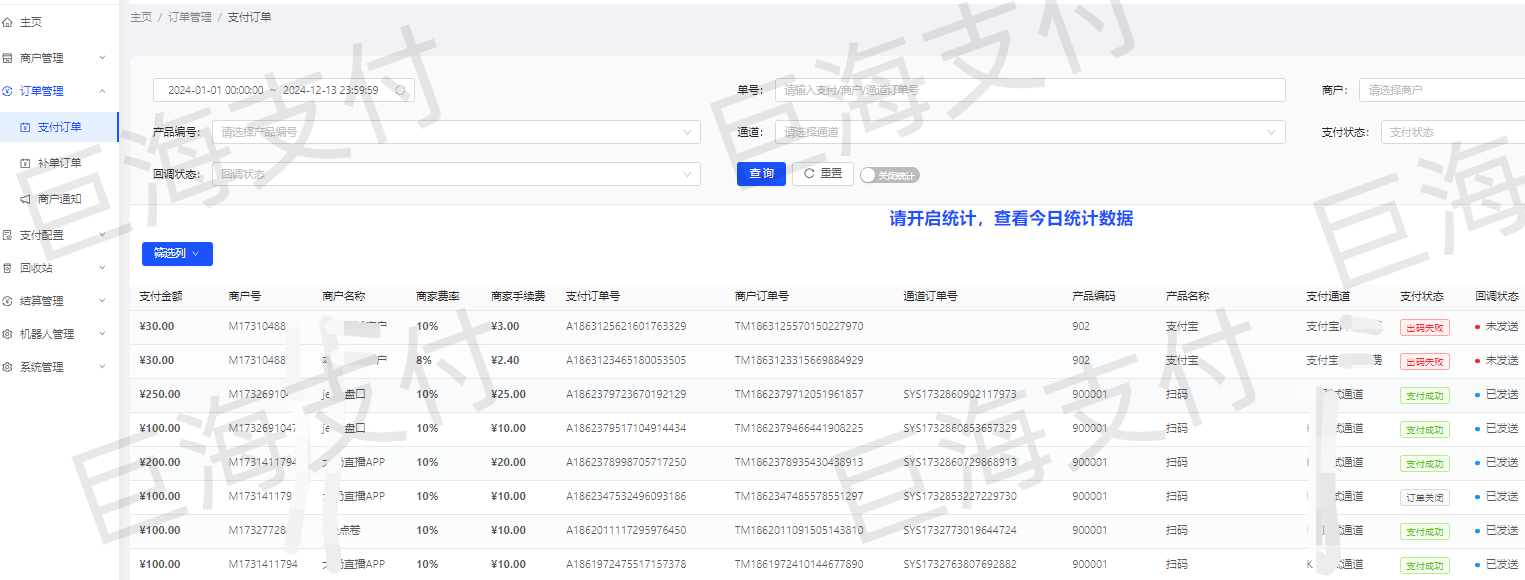 主页 / 订单管理 / 支付订单
主页
商户管理
订单管理
支付订单
补单订单
商户通知
支付配置
回收站
结算管理
机器人管理
系统管理
2024-01-01 00:00:00 ~ 2024-12-13 23:59:59
单号: 请输入支付/商户/通道订单号
商户: 请选择商户
产品编号: 请选择产品编号
通道: 请选择通道
支付状态: 支付状态
回调状态: 回调状态
查询 重置 关闭统计
请开启统计，查看今日统计数据
筛选列
支付金额 商户号 商户名称 商家费率 商家手续费 支付订单号 商户订单号 通道订单号 产品编码 产品名称 支付通道 支付状态 回调状态
¥30.00 M17310488 户 10% ¥3.00 A1863125621601763329 TM1863125570150227970 902 支付宝 支付宝 出码失败 未发送
¥30.00 M17310488 户 8% ¥2.40 A1863123465180053505 TM1863123315669884929 902 支付宝 支付宝 费 出码失败 未发送
¥250.00 M17326910 je 盘口 10% ¥25.00 A1862379723670192129 TM1862379712051961857 SYS1732860902117973 900001 扫码 通道 支付成功 已发送
¥100.00 M1732691047 je 盘口 10% ¥10.00 A1862379517104914434 TM1862379466441908225 SYS1732860853657329 900001 扫码 试通道 支付成功 已发送
¥200.00 M1731411794 直播APP 10% ¥20.00 A1862378998705717250 TM1862378935430438913 SYS1732860729868913 900001 扫码 试通道 支付成功 已发送
¥100.00 M173141179 直播APP 10% ¥10.00 A1862347532496093186 TM1862347485578551297 SYS1732853227229730 900001 扫码 试通道 订单关闭 已发送
¥100.00 M17327728 点卷 10% ¥10.00 A1862011117295976450 TM1862011091505143810 SYS1732773019644724 900001 扫码 试通道 支付成功 已发送
¥100.00 M1731411794 直播APP 10% ¥10.00 A1861972475517157378 TM1861972410144677890 SYS1732763807692882 900001 扫码 K 试通道 支付成功 已发送
巨海支付
巨海支付
巨海支付
巨海支付
巨海
巨海支付